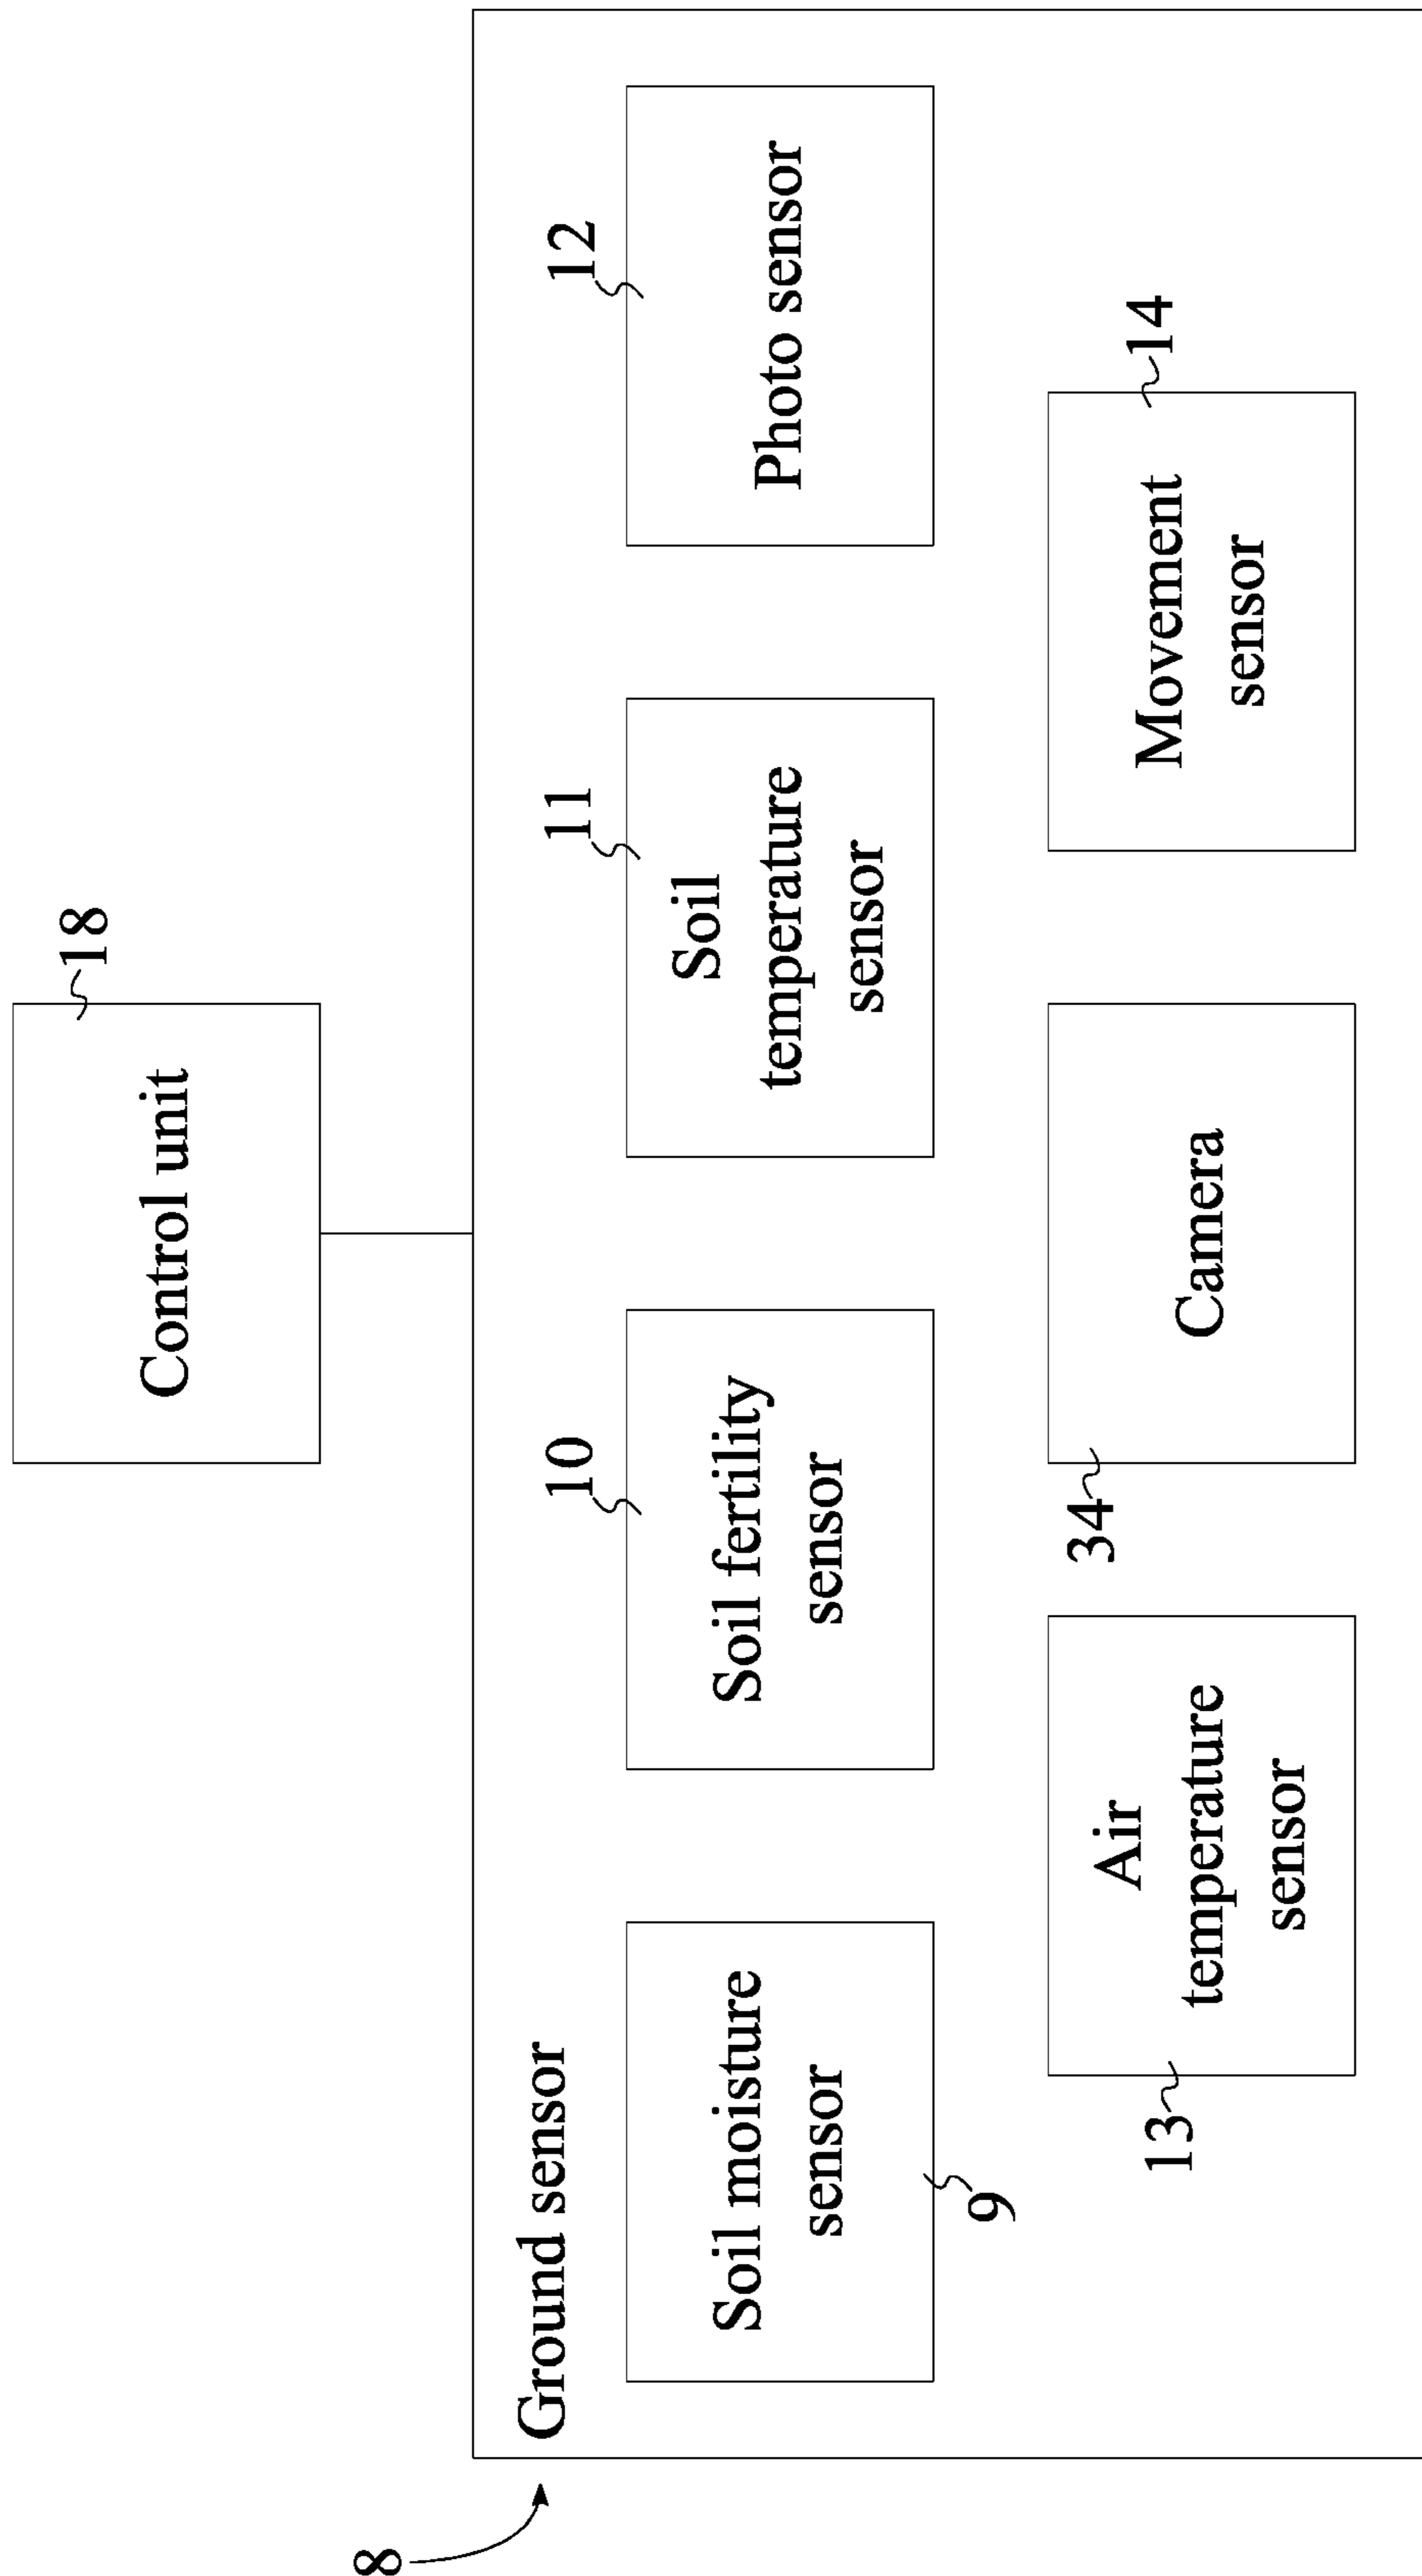 Control unit
18
8
Ground sensor
Soil moisture
sensor
9
10
Soil fertility
sensor
11
Soil
temperature
sensor
12
Photo sensor
13
Air
temperature
sensor
34
Camera
14
Movement
sensor